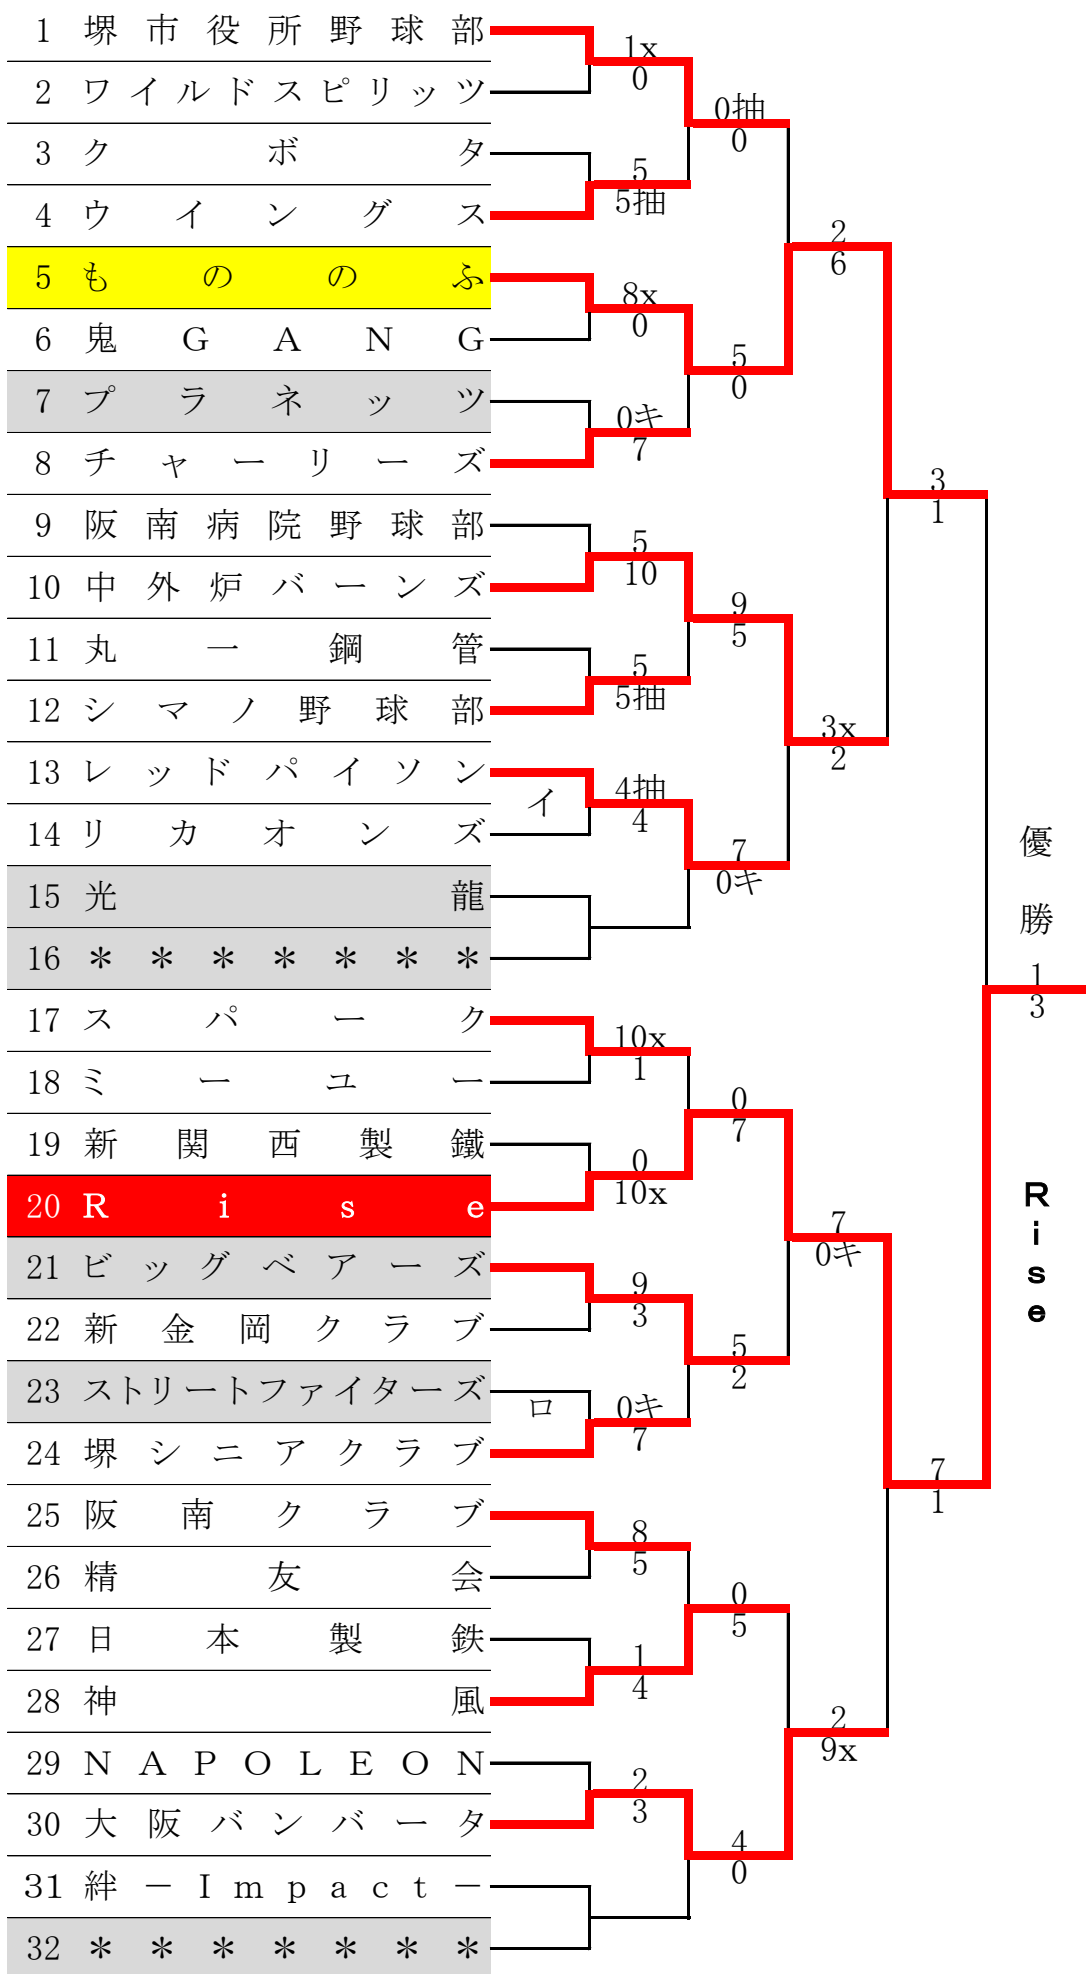 1 堺市役所野球部
1x
0
2 ワイルドスピリッツ
0抽
0
3 クボタ
5
5抽
4 ウイングス
2
6
5 もののふ
8x
0
6 鬼GANG
5
0
7 プラネッツ
0キ
7
8 チャーリーズ
3
1
9 阪南病院野球部
5
10
10 中外炉バーンズ
9
5
11 丸一鋼管
5
5抽
12 シマノ野球部
3x
2
13 レッドパイソン
イ
4抽
4
14 リカオンズ
7
0キ
15 光龍
16 *******
優勝
1
3
Rise
17 スパーク
10x
1
18 ミーユー
0
7
19 新関西製鐵
0
10x
20 Rise
7
0キ
21 ビッグベアーズ
9
3
22 新金岡クラブ
5
2
23 ストリートファイターズ
ロ
0キ
7
24 堺シニアクラブ
7
1
25 阪南クラブ
8
5
26 精友会
0
5
27 日本製鉄
1
4
28 神風
2
9x
29 NAPOLEON
2
3
30 大阪バンバータ
4
0
31 絆－Impact－
32 *******